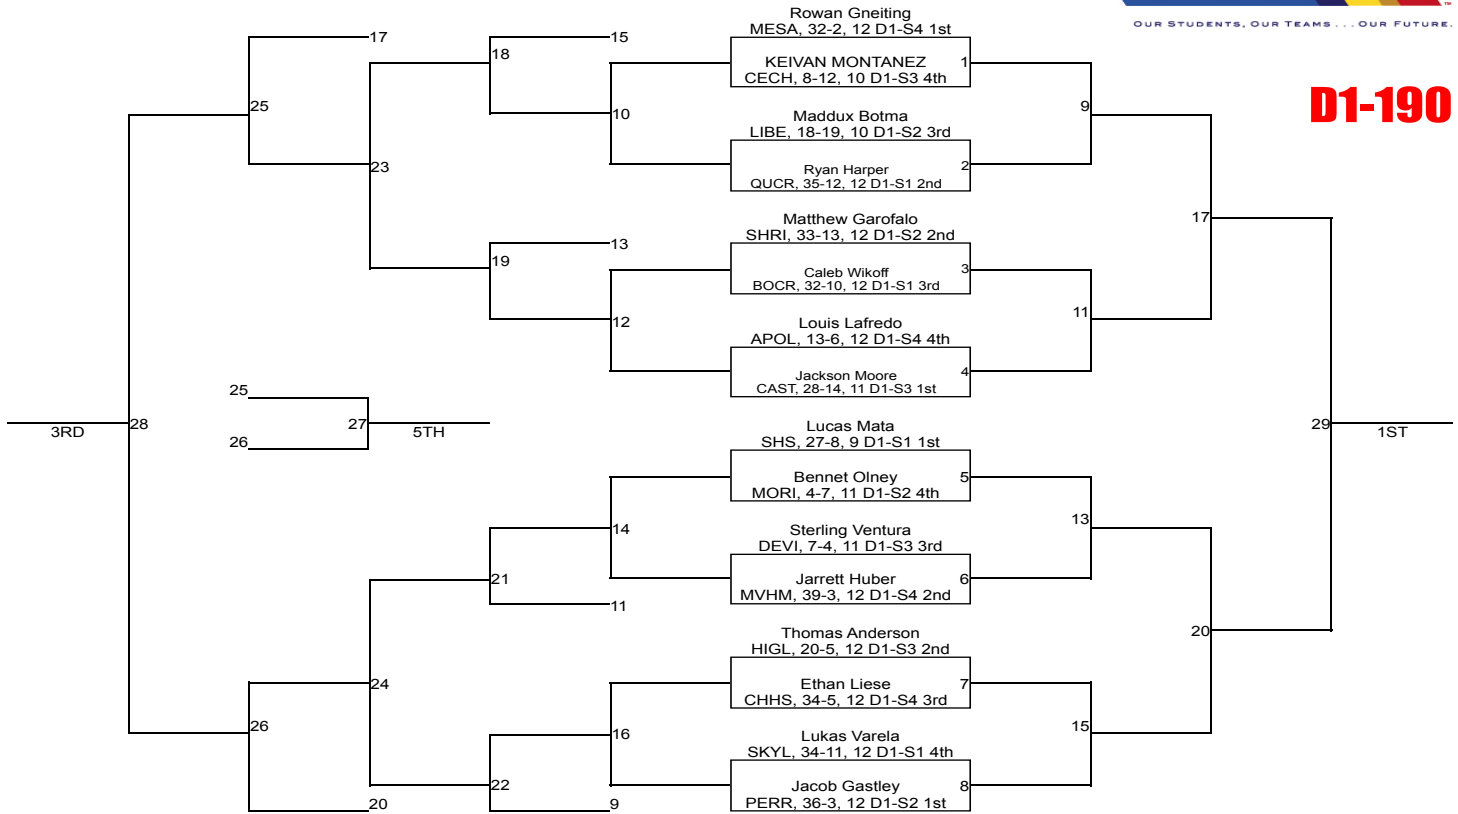 OUR STUDENTS, OUR TEAMS . . . OUR FUTURE.
D1-190
Rowan Gneiting
MESA, 32-2, 12 D1-S4 1st
KEIVAN MONTANEZ 1
CECH, 8-12, 10 D1-S3 4th
Maddux Botma
LIBE, 18-19, 10 D1-S2 3rd
Ryan Harper 2
QUCR, 35-12, 12 D1-S1 2nd
Matthew Garofalo
SHRI, 33-13, 12 D1-S2 2nd
Caleb Wikoff 3
BOCR, 32-10, 12 D1-S1 3rd
Louis Lafredo
APOL, 13-6, 12 D1-S4 4th
Jackson Moore 4
CAST, 28-14, 11 D1-S3 1st
Lucas Mata
SHS, 27-8, 9 D1-S1 1st
Bennet Olney 5
MORI, 4-7, 11 D1-S2 4th
Sterling Ventura
DEVI, 7-4, 11 D1-S3 3rd
Jarrett Huber 6
MVHM, 39-3, 12 D1-S4 2nd
Thomas Anderson
HIGL, 20-5, 12 D1-S3 2nd
Ethan Liese 7
CHHS, 34-5, 12 D1-S4 3rd
Lukas Varela
SKYL, 34-11, 12 D1-S1 4th
Jacob Gastley 8
PERR, 36-3, 12 D1-S2 1st
9
11
13
15
17
20
29
1ST
15
18
10
17
25
23
13
19
12
25
27
26
5TH
28
3RD
14
21
11
24
26
16
22
20
9